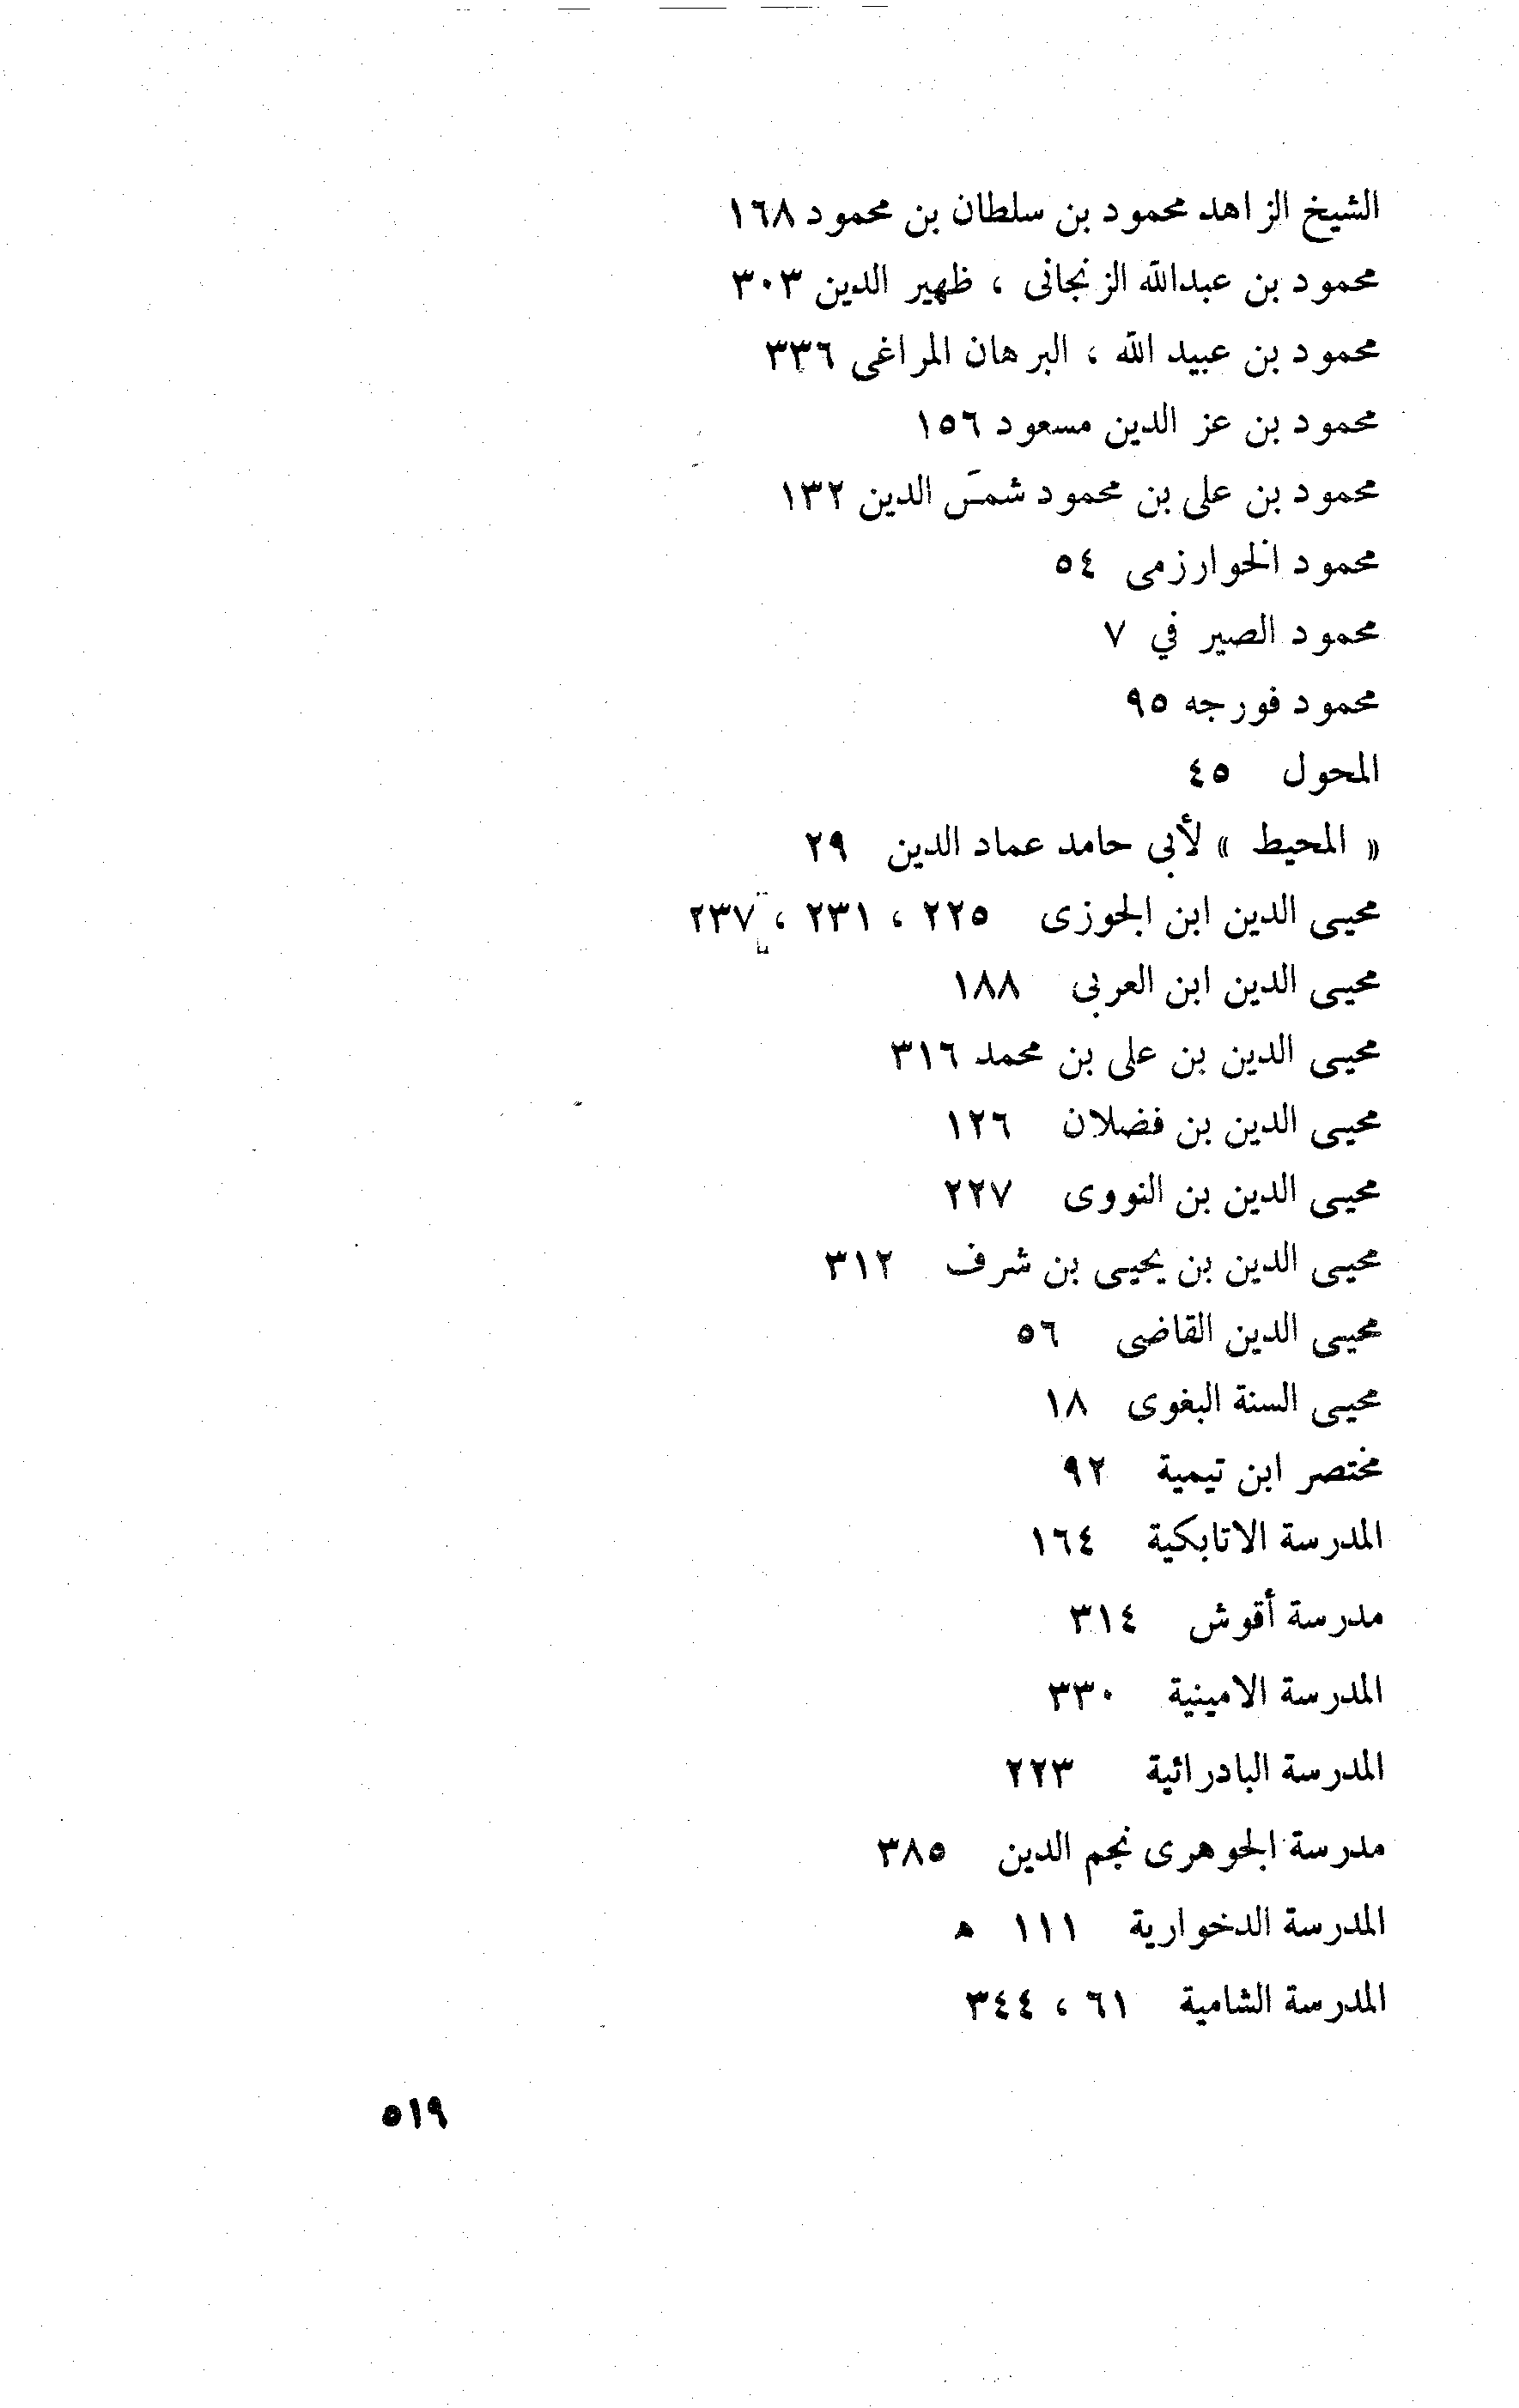 الشيخ الزاهد محمود بن سلطان بن محمود ١٦٨
محمود بن عبدالله الزنجانى ، ظهير الدين ٣٠٣
محمود بن عبيد الله ، البرهان المراغى ٣٣٦
محمود بن عز الدين مسعود ١٥٦
محمود بن على بن محمود شمس الدين ١٣٢
محمود الخوارزمى ٥٤
محمود الصير في ٧
محمود فورجه ٩٥
المحول ٤٥
« المحيط » لأبي حامد عماد الدين ٢٩
محيى الدين ابن الجوزى ٢٢٥ ، ٢٣١ ، ٢٣٧
محيى الدين ابن العربى ١٨٨
محيى الدين بن على بن محمد ٣١٦
محيى الدين بن فضلان ١٢٦
محيى الدين بن النووى ٢٢٧
محيى الدين بن يحيى بن شرف ٣١٢
محيى الدين القاضى ٥٦
محيى السنة البغوى ١٨
مختصر ابن تيمية ٩٢
المدرسة الاتابكية ١٦٤
مدرسة أقوش ٣١٤
المدرسة الامينية ٣٣٠
المدرسة البادرائية ٢٢٣
مدرسة الجوهرى نجم الدين ٣٨٥
المدرسة الدخوارية ١١١ ه
المدرسة الشامية ٦١ ، ٣٤٤
٥١٩